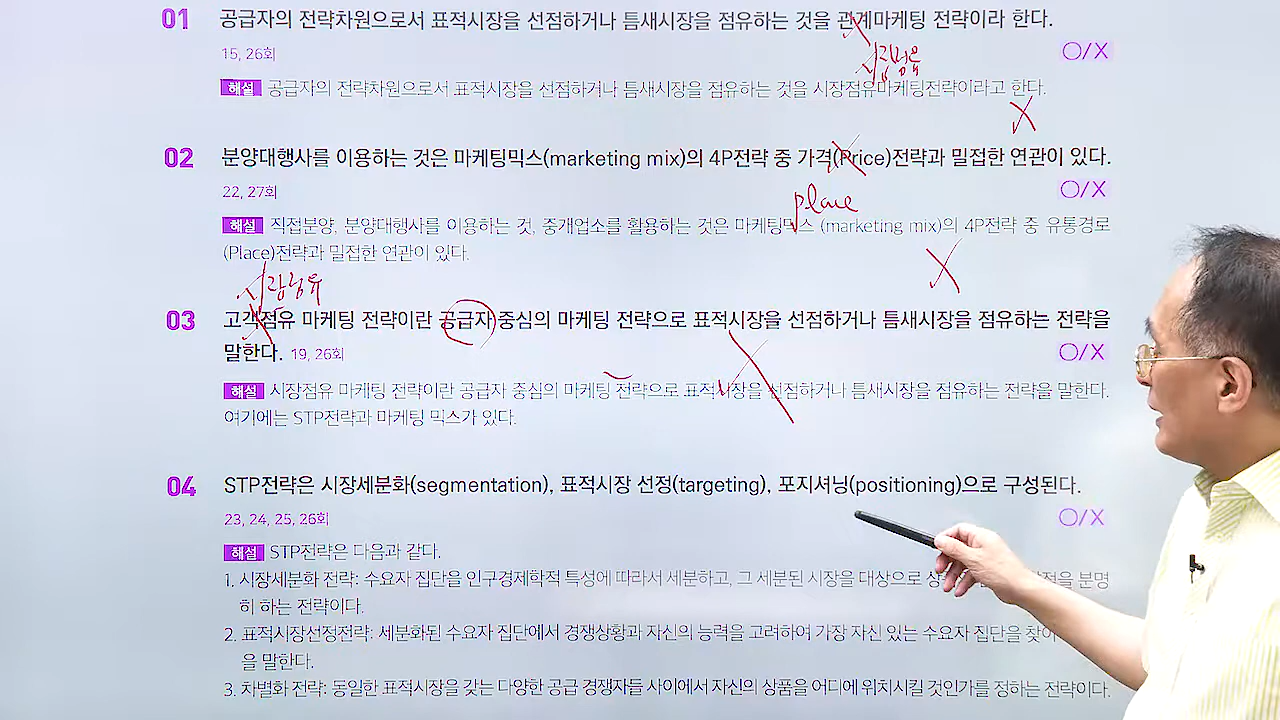 01 공급자의 전략차원으로서 표적시장을 선점하거나 틈새시장을 점유하는 것을 관계마케팅 전략이라 한다.
15, 26회 O/X
시장점유
해설 공급자의 전략차원으로서 표적시장을 선점하거나 틈새시장을 점유하는 것을 시장점유마케팅전략이라고 한다.
02 분양대행사를 이용하는 것은 마케팅믹스(marketing mix)의 4P전략 중 가격(Price)전략과 밀접한 연관이 있다.
22, 27회 O/X
place
해설 직접분양, 분양대행사를 이용하는 것, 중개업소를 활용하는 것은 마케팅믹스 (marketing mix)의 4P전략 중 유통경로
(Place)전략과 밀접한 연관이 있다.
시장점유
03 고객점유 마케팅 전략이란 공급자 중심의 마케팅 전략으로 표적시장을 선점하거나 틈새시장을 점유하는 전략을
말한다. 19, 26회 O/X
해설 시장점유 마케팅 전략이란 공급자 중심의 마케팅 전략으로 표적시장을 선점하거나 틈새시장을 점유하는 전략을 말한다.
여기에는 STP전략과 마케팅 믹스가 있다.
04 STP전략은 시장세분화(segmentation), 표적시장 선정(targeting), 포지셔닝(positioning)으로 구성된다.
23, 24, 25, 26회 O/X
해설 STP전략은 다음과 같다.
1. 시장세분화 전략: 수요자 집단을 인구경제학적 특성에 따라서 세분하고, 그 세분된 시장을 대상으로 을 분명
히 하는 전략이다.
2. 표적시장선정전략: 세분화된 수요자 집단에서 경쟁상황과 자신의 능력을 고려하여 가장 자신 있는 수요자 집단을
을 말한다.
3. 차별화 전략: 동일한 표적시장을 갖는 다양한 공급 경쟁자들 사이에서 자신의 상품을 어디에 위치시킬 것인가를 정하는 전략이다.